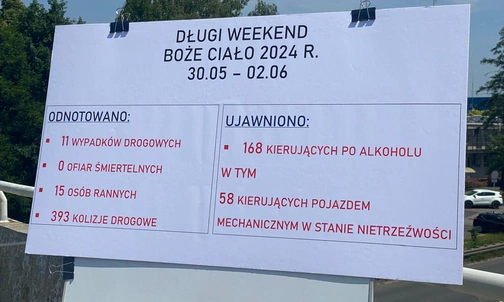 DŁUGI WEEKEND
BOŻE CIAŁO 2024 R.
30.05 – 02.06
ODNOTOWANO:
▪ 11 WYPADKÓW DROGOWYCH
▪ 0 OFIAR ŚMIERTELNYCH
▪ 15 OSÓB RANNYCH
▪ 393 KOLIZJE DROGOWE
UJAWNIONO:
▪ 168 KIERUJĄCYCH PO ALKOHOLU
W TYM
58 KIERUJĄCYCH POJAZDEM
MECHANICZNYM W STANIE NIETRZEŹWOŚCI